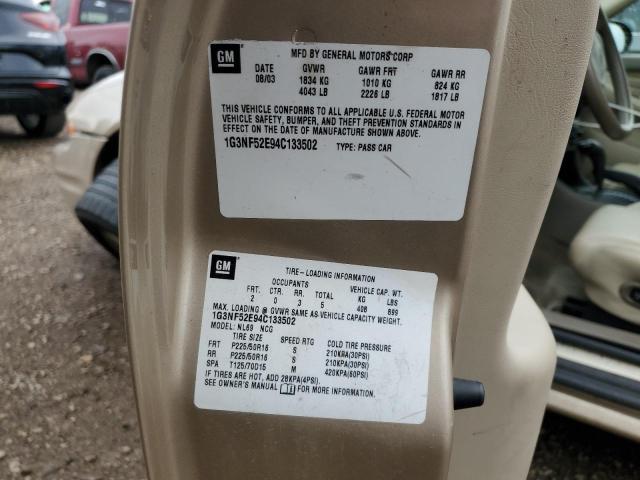 GM
MFD BY GENERAL MOTORS CORP
DATE GVWR GAWR FRT GAWR RR
08/03 1834 KG 1010 KG 824 KG
4043 LB 2226 LB 1817 LB
THIS VEHICLE CONFORMS TO ALL APPLICABLE U.S. FEDERAL MOTOR
VEHICLE SAFETY, BUMPER, AND THEFT PREVENTION STANDARDS IN
EFFECT ON THE DATE OF MANUFACTURE SHOWN ABOVE.
1G3NF52E94C133502 TYPE: PASS CAR
GM
TIRE-LOADING INFORMATION
OCCUPANTS VEHICLE CAP. WT.
FRT. CTR. RR. TOTAL KG LBS
2 0 3 5 408 899
MAX. LOADING @ GVWR SAME AS VEHICLE CAPACITY WEIGHT.
1G3NF52E94C133502
MODEL: NL69 NCG
TIRE SIZE SPEED RTG COLD TIRE PRESSURE
FRT P225/50R16 S 210KPA(30PSI)
RR P225/50R16 S 210KPA(30PSI)
SPA T125/70D15 M 420KPA(60PSI)
IF TIRES ARE HOT, ADD 28KPA(4PSI).
SEE OWNER'S MANUAL FOR MORE INFORMATION.